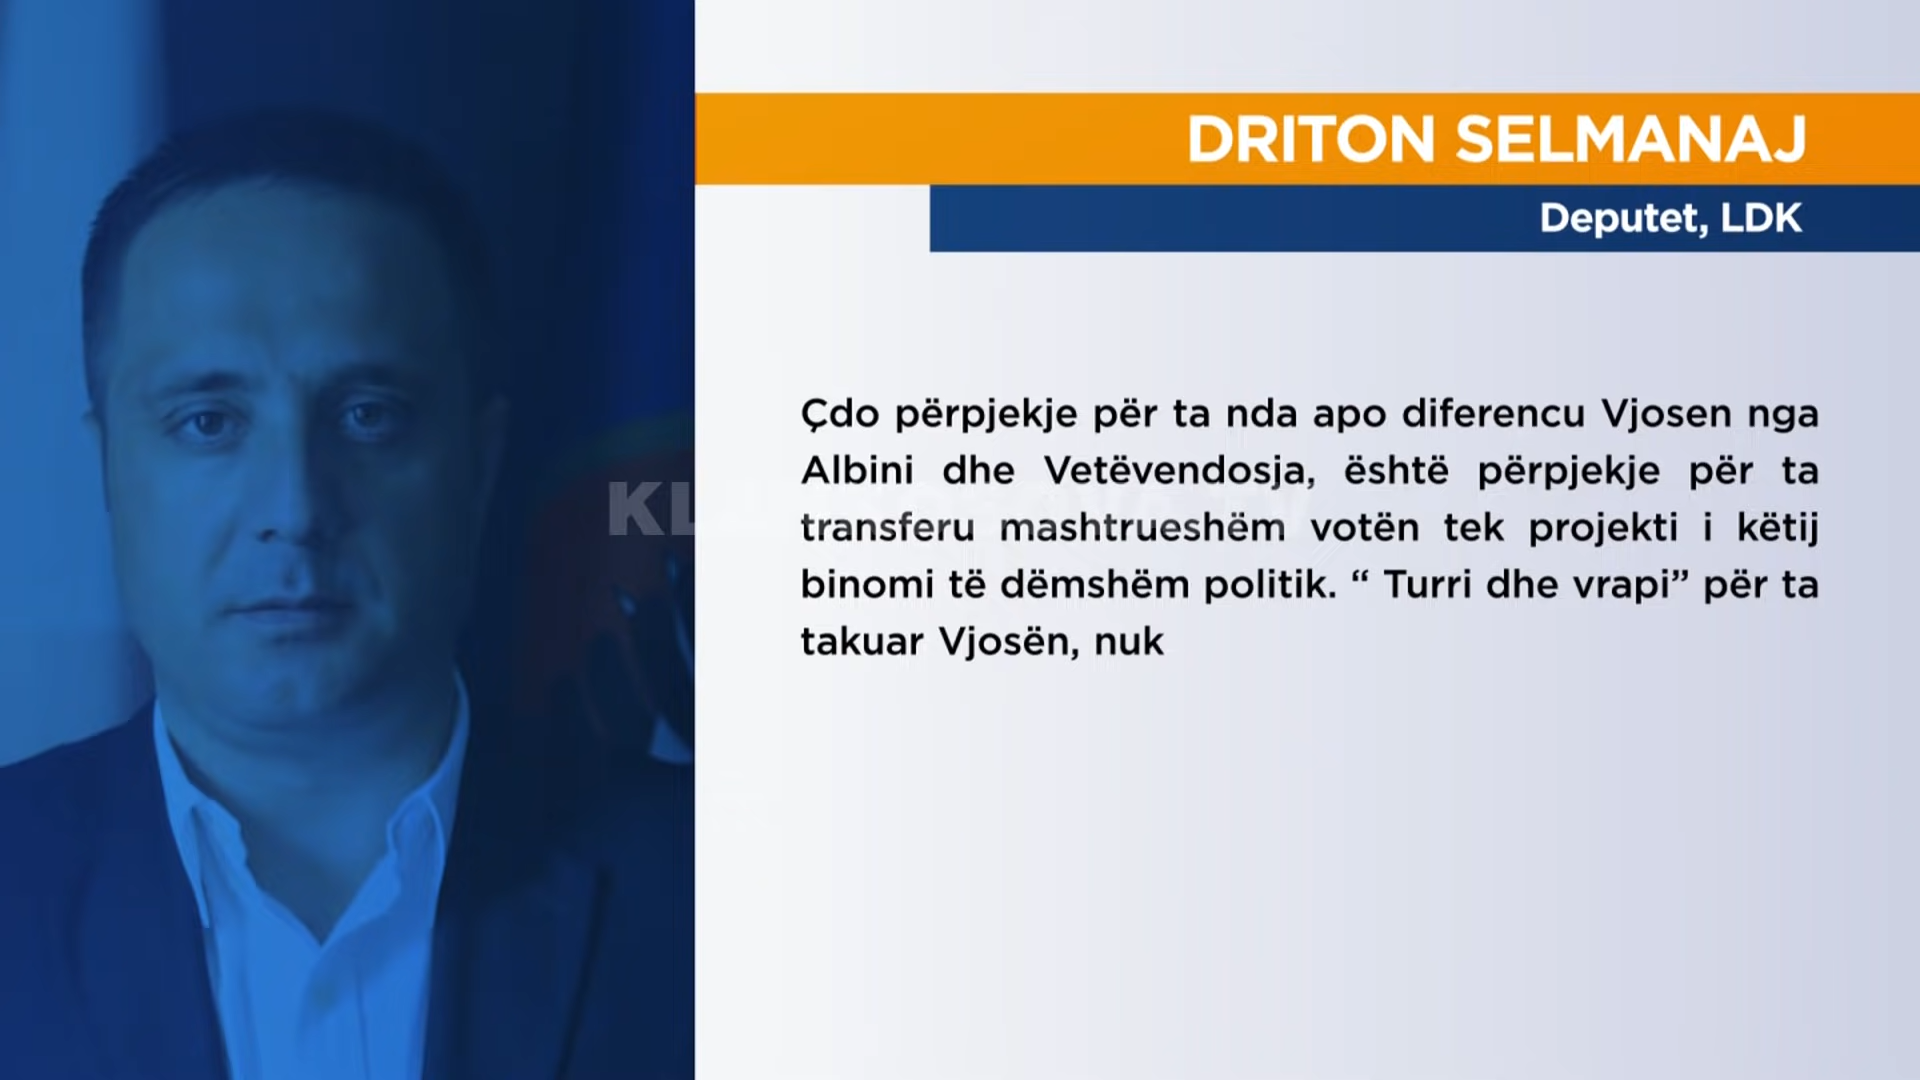 DRITON SELMANAJ
Deputet, LDK
Çdo përpjekje për ta nda apo diferencu Vjosen nga
Albini dhe Vetëvendosja, është përpjekje për ta
transferu mashtrueshëm votën tek projekti i këtij
binomi të dëmshëm politik. “ Turri dhe vrapi” për ta
takuar Vjosën, nuk